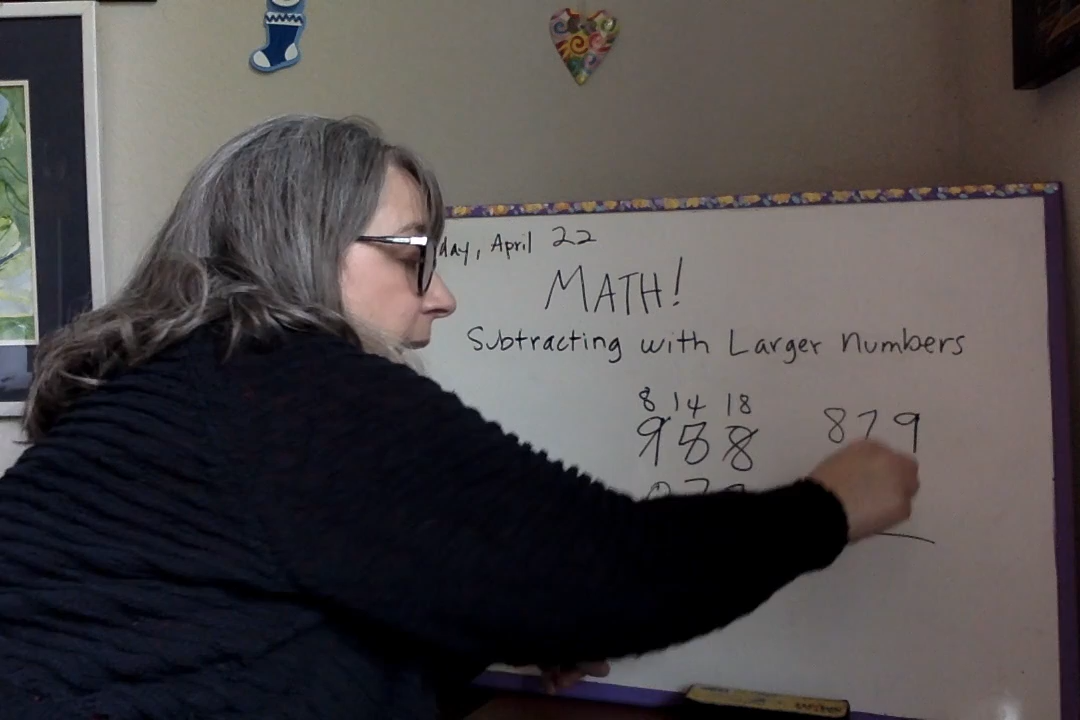 day, April 22
MATH!
Subtracting with Larger Numbers
8 14 18
958 879